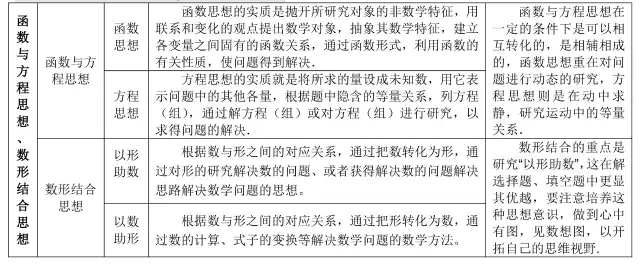 函数与方程思想、数形结合思想
函数与方
程思想
函数
思想
函数思想的实质是抛开所研究对象的非数学特征，用
联系和变化的观点提出数学对象，抽象其数学特征，建立
各变量之间固有的函数关系，通过函数形式，利用函数的
有关性质，使问题得到解决．
方程
思想
方程思想的实质就是将所求的量设成未知数，用它表
示问题中的其他各量，根据题中隐含的等量关系，列方程
（组），通过解方程（组）或对方程（组）进行研究，以
求得问题的解决．
函数与方程思想在
一定的条件下是可以相
互转化的，是相辅相成
的，函数思想重在对问
题进行动态的研究，方
程思想则是在动中求
静，研究运动中的等量
关系．
数形结合
思想
以形
助数
根据数与形之间的对应关系，通过把数转化为形，通
过对形的研究解决数的问题、或者获得解决数的问题解决
思路解决数学问题的思想。
以数
助形
根据数与形之间的对应关系，通过把形转化为数，通
过数的计算、式子的变换等解决数学问题的数学方法。
数形结合的重点是
研究“以形助数”，这在解
选择题、填空题中更显
其优越，要注意培养这
种思想意识，做到心中
有图，见数想图，以开
拓自己的思维视野．